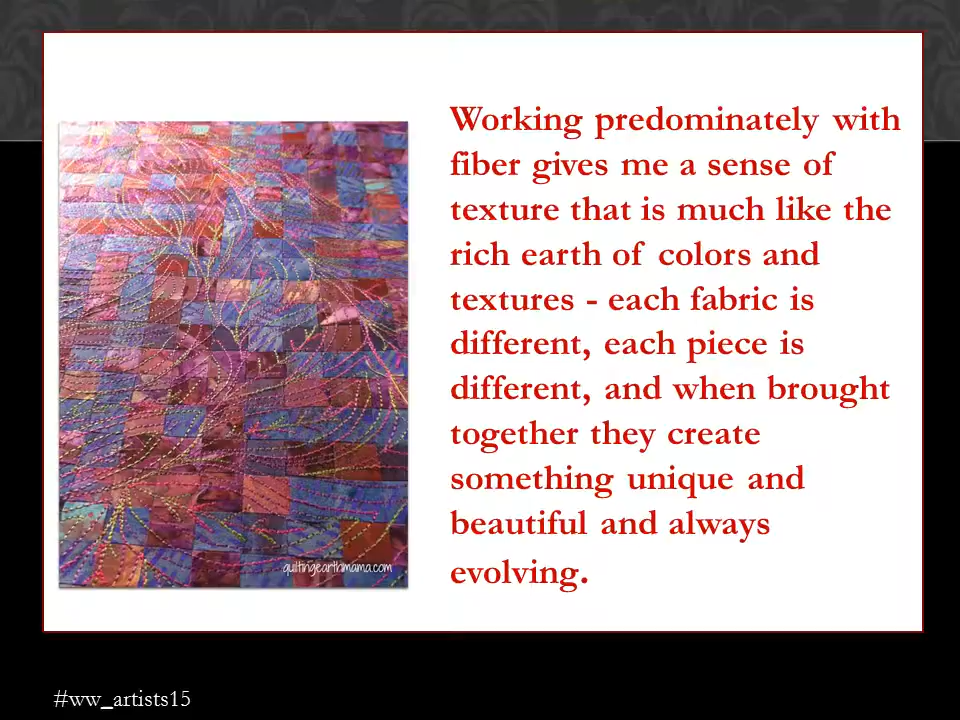 Working predominately with
fiber gives me a sense of
texture that is much like the
rich earth of colors and
textures - each fabric is
different, each piece is
different, and when brought
together they create
something unique and
beautiful and always
evolving.
quiltingearthmama.com
#ww_artists15